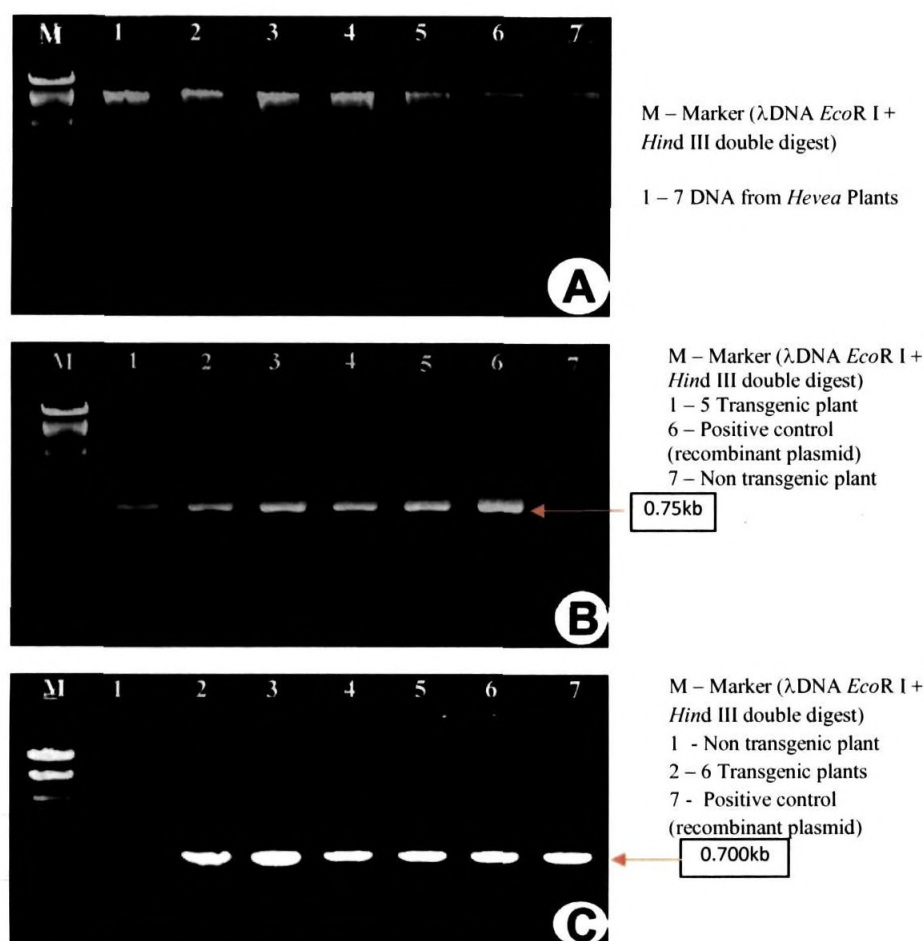 M 1 2 3 4 5 6 7
M – Marker (λDNA EcoR I +
Hind III double digest)
1 – 7 DNA from Hevea Plants
A
M 1 2 3 4 5 6 7
M – Marker (λDNA EcoR I +
Hind III double digest)
1 – 5 Transgenic plant
6 – Positive control
(recombinant plasmid)
7 – Non transgenic plant
0.75kb
B
M 1 2 3 4 5 6 7
M – Marker (λDNA EcoR I +
Hind III double digest)
1 - Non transgenic plant
2 – 6 Transgenic plants
7 - Positive control
(recombinant plasmid)
0.700kb
C